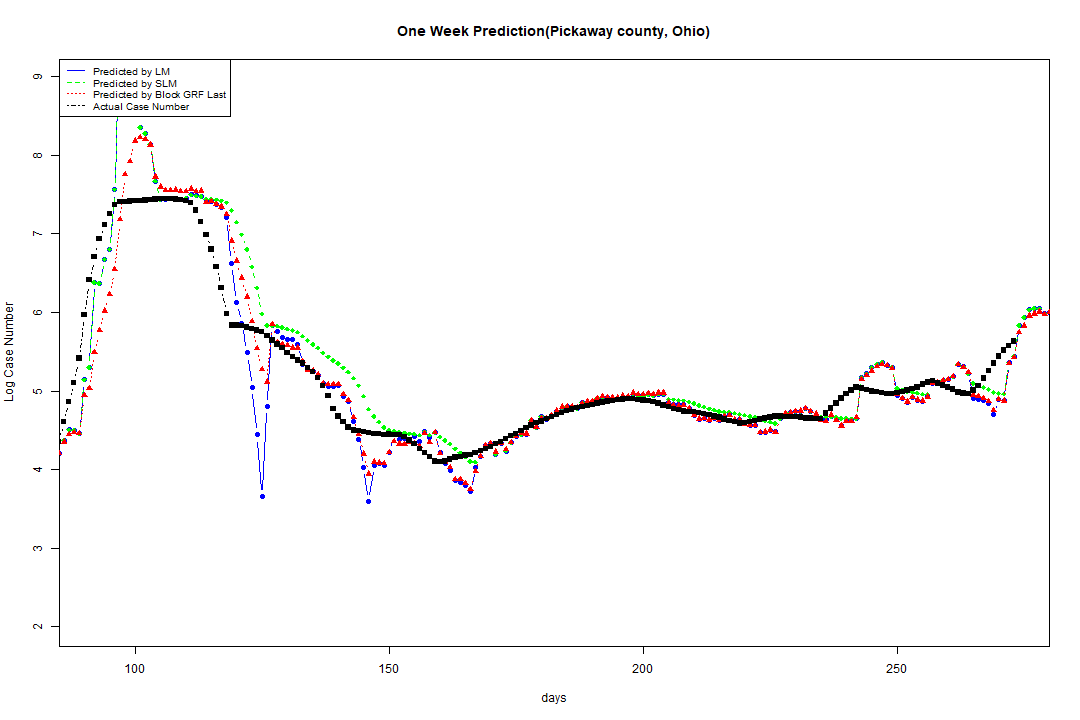 One Week Prediction(Pickaway county, Ohio)
Predicted by LM
Predicted by SLM
Predicted by Block GRF Last
Actual Case Number
Log Case Number
9
8
7
6
5
4
3
2
100 150 200 250
days